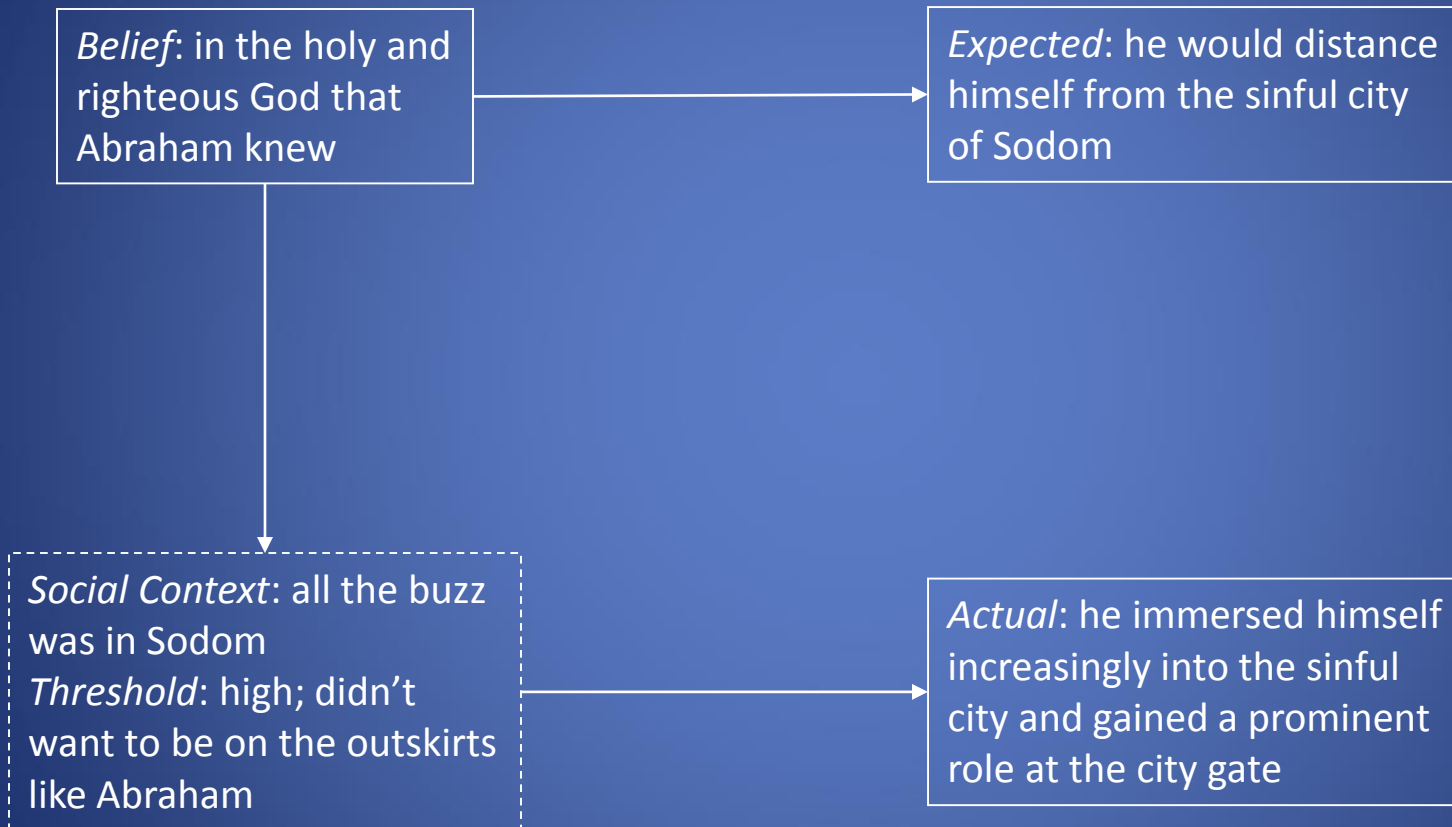 Belief: in the holy and
righteous God that
Abraham knew
Expected: he would distance
himself from the sinful city
of Sodom
Social Context: all the buzz
was in Sodom
Threshold: high; didn’t
want to be on the outskirts
like Abraham
Actual: he immersed himself
increasingly into the sinful
city and gained a prominent
role at the city gate